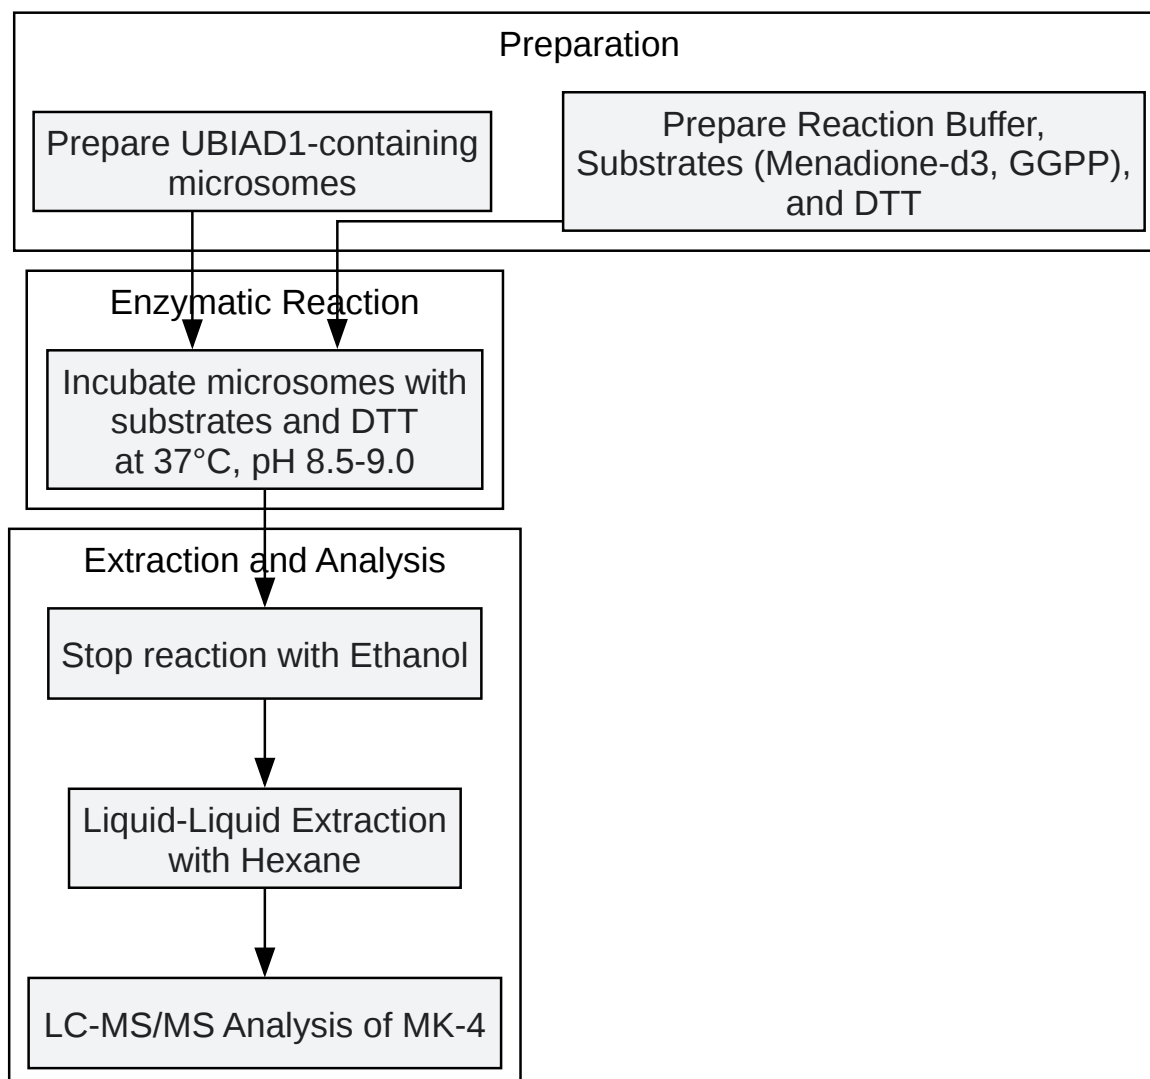 Preparation
Prepare UBIAD1-containing
microsomes
Prepare Reaction Buffer,
Substrates (Menadione-d3, GGPP),
and DTT
Enzymatic Reaction
Incubate microsomes with
substrates and DTT
at 37°C, pH 8.5-9.0
Extraction and Analysis
Stop reaction with Ethanol
Liquid-Liquid Extraction
with Hexane
LC-MS/MS Analysis of MK-4